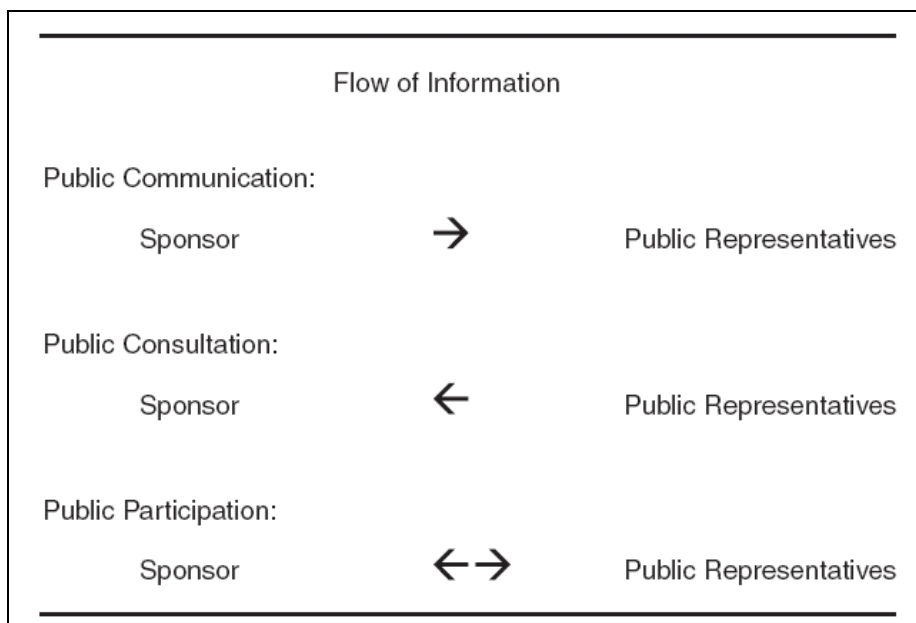 Flow of Information
Public Communication:
Sponsor → Public Representatives
Public Consultation:
Sponsor ← Public Representatives
Public Participation:
Sponsor ←→ Public Representatives